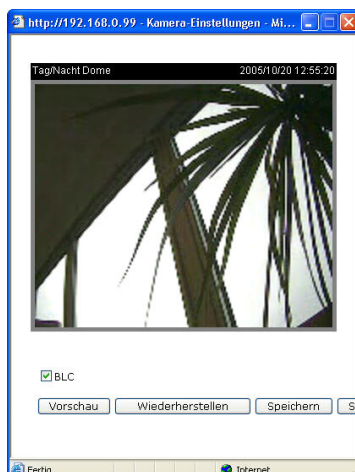 http://192.168.0.99 - Kamera-Einstellungen - Mi...
Tag/Nacht Dome 2005/10/20 12:55:20
BLC
Vorschau Wiederherstellen Speichern S
Fertig Internet